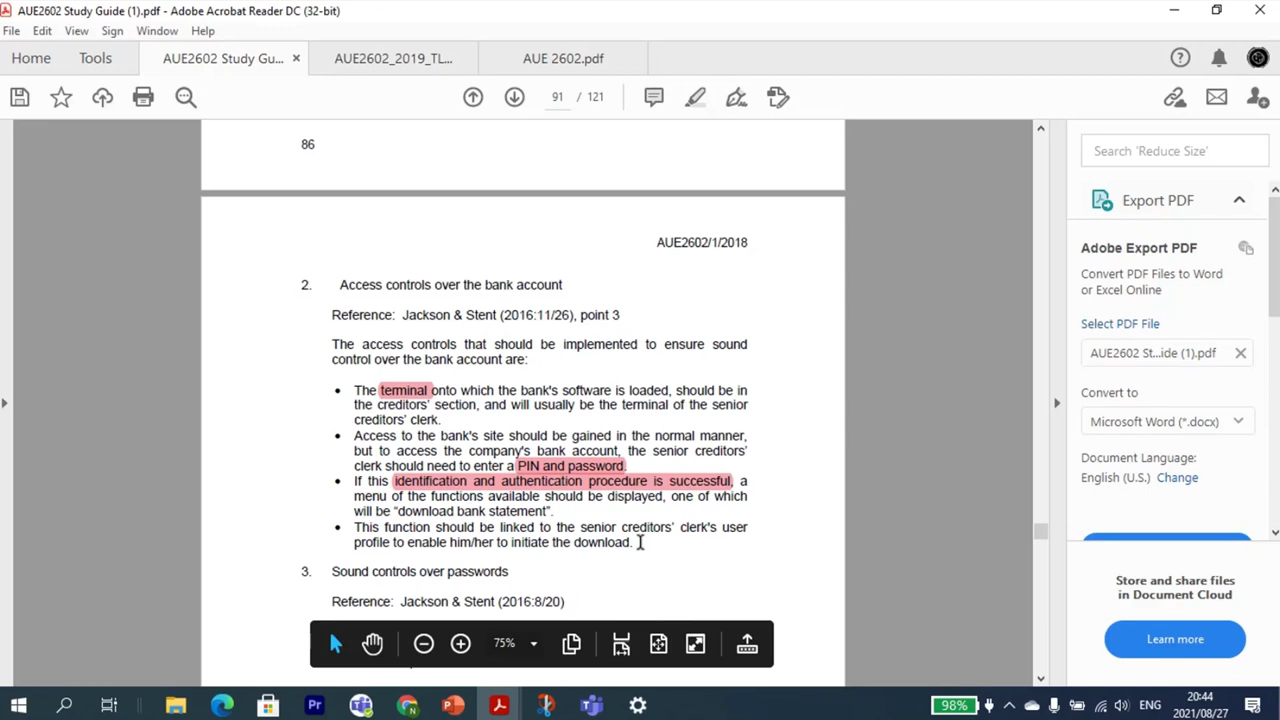 AUE2602 Study Guide (1).pdf - Adobe Acrobat Reader DC (32-bit)
File Edit View Sign Window Help
Home Tools AUE2602 Study Gu... × AUE2602_2019_TL... AUE 2602.pdf
91 / 121
86
AUE2602/1/2018
2. Access controls over the bank account
Reference: Jackson & Stent (2016:11/26), point 3
The access controls that should be implemented to ensure sound
control over the bank account are:
• The terminal onto which the bank's software is loaded, should be in
the creditors' section, and will usually be the terminal of the senior
creditors' clerk.
• Access to the bank's site should be gained in the normal manner,
but to access the company's bank account, the senior creditors'
clerk should need to enter a PIN and password.
• If this identification and authentication procedure is successful, a
menu of the functions available should be displayed, one of which
will be "download bank statement".
• This function should be linked to the senior creditors' clerk's user
profile to enable him/her to initiate the download.
3. Sound controls over passwords
Reference: Jackson & Stent (2016:8/20)
75%
Search 'Reduce Size'
Export PDF
Adobe Export PDF
Convert PDF Files to Word
or Excel Online
Select PDF File
AUE2602 St...ide (1).pdf
Convert to
Microsoft Word (*.docx)
Document Language:
English (U.S.) Change
Store and share files
in Document Cloud
Learn more
98%
ENG
20:44
2021/08/27